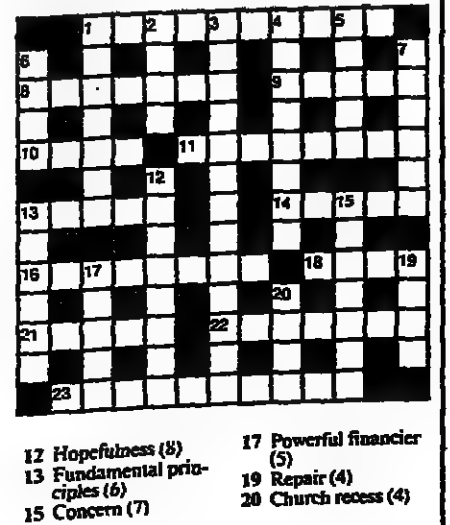 1 2 3 4 5
6 7
8 9
10 11
12
13 14 15
16 17 18 19
20
21 22
23
12 Hopefulness (8)
13 Fundamental prin-
ciples (6)
15 Concern (7)
17 Powerful financier
(5)
19 Repair (4)
20 Church recess (4)